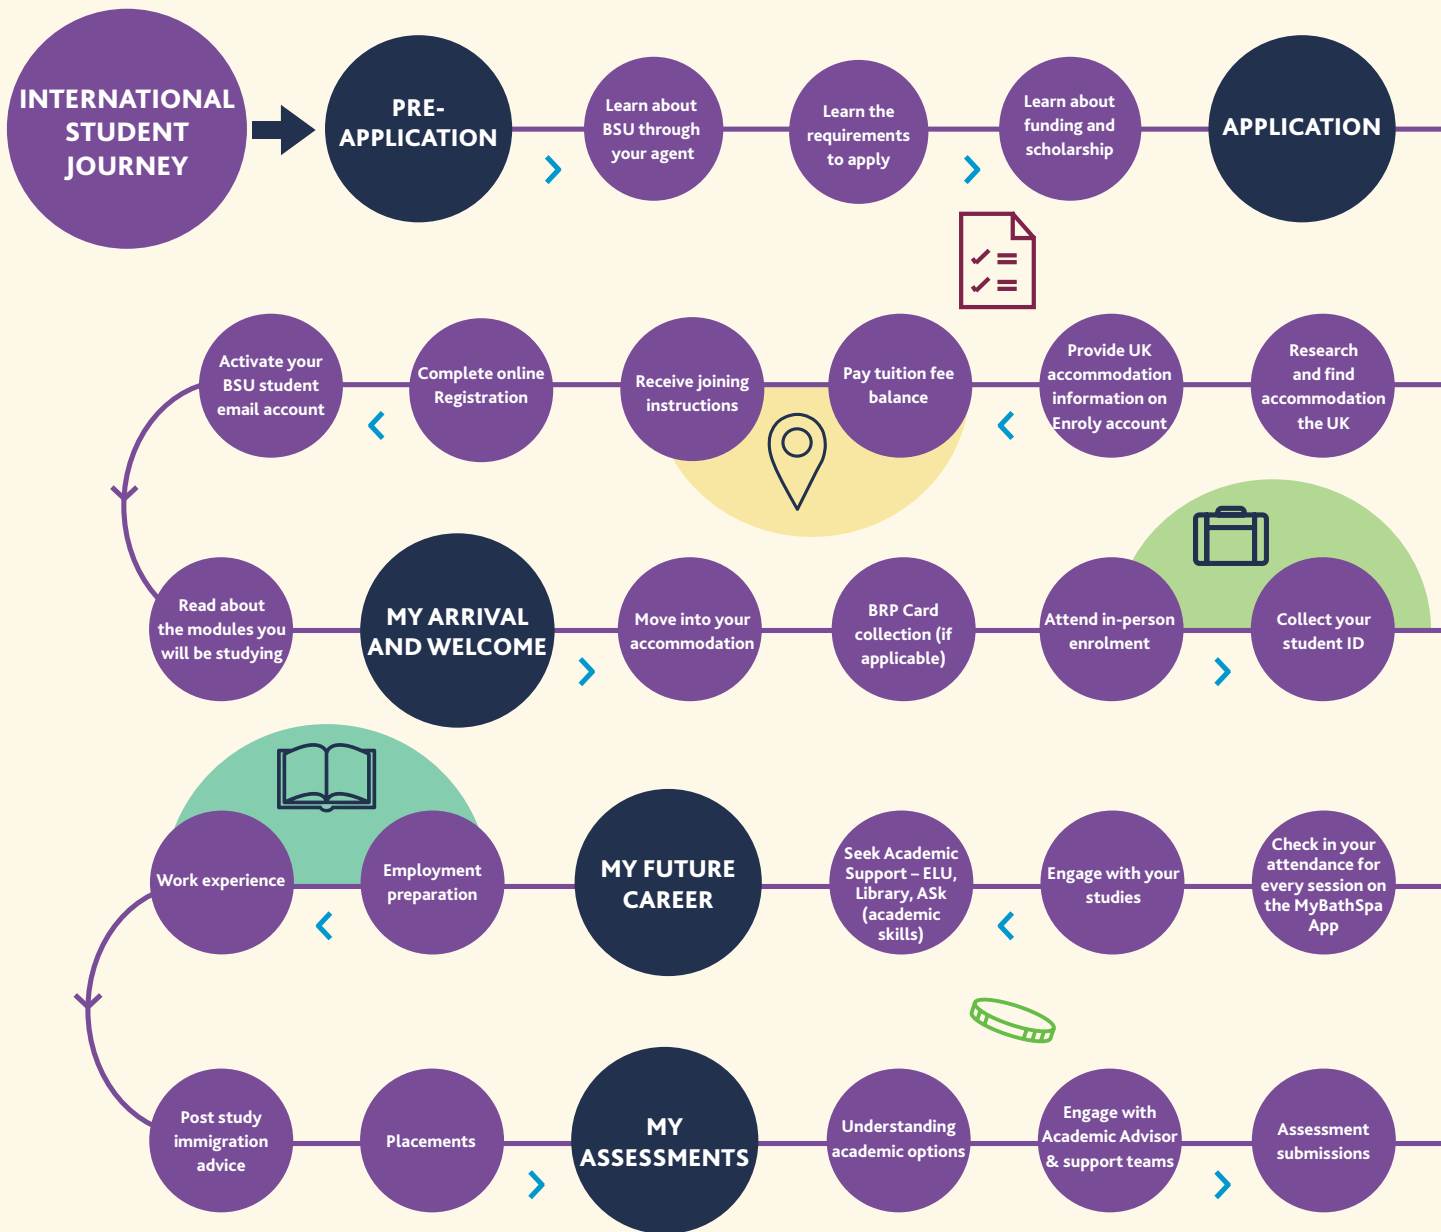 INTERNATIONAL
STUDENT
JOURNEY
PRE-
APPLICATION
Learn about
BSU through
your agent
Learn the
requirements
to apply
Learn about
funding and
scholarship
APPLICATION
Activate your
BSU student
email account
Complete online
Registration
Receive joining
instructions
Pay tuition fee
balance
Provide UK
accommodation
information on
Enroly account
Research
and find
accommodation
the UK
Read about
the modules you
will be studying
MY ARRIVAL
AND WELCOME
Move into your
accommodation
BRP Card
collection (if
applicable)
Attend in-person
enrolment
Collect your
student ID
Work experience
Employment
preparation
MY FUTURE
CAREER
Seek Academic
Support – ELU,
Library, ASk
(academic
skills)
Engage with your
studies
Check in your
attendance for
every session on
the MyBathSpa
App
Post study
immigration
advice
Placements
MY
ASSESSMENTS
Understanding
academic options
Engage with
Academic Advisor
& support teams
Assessment
submissions